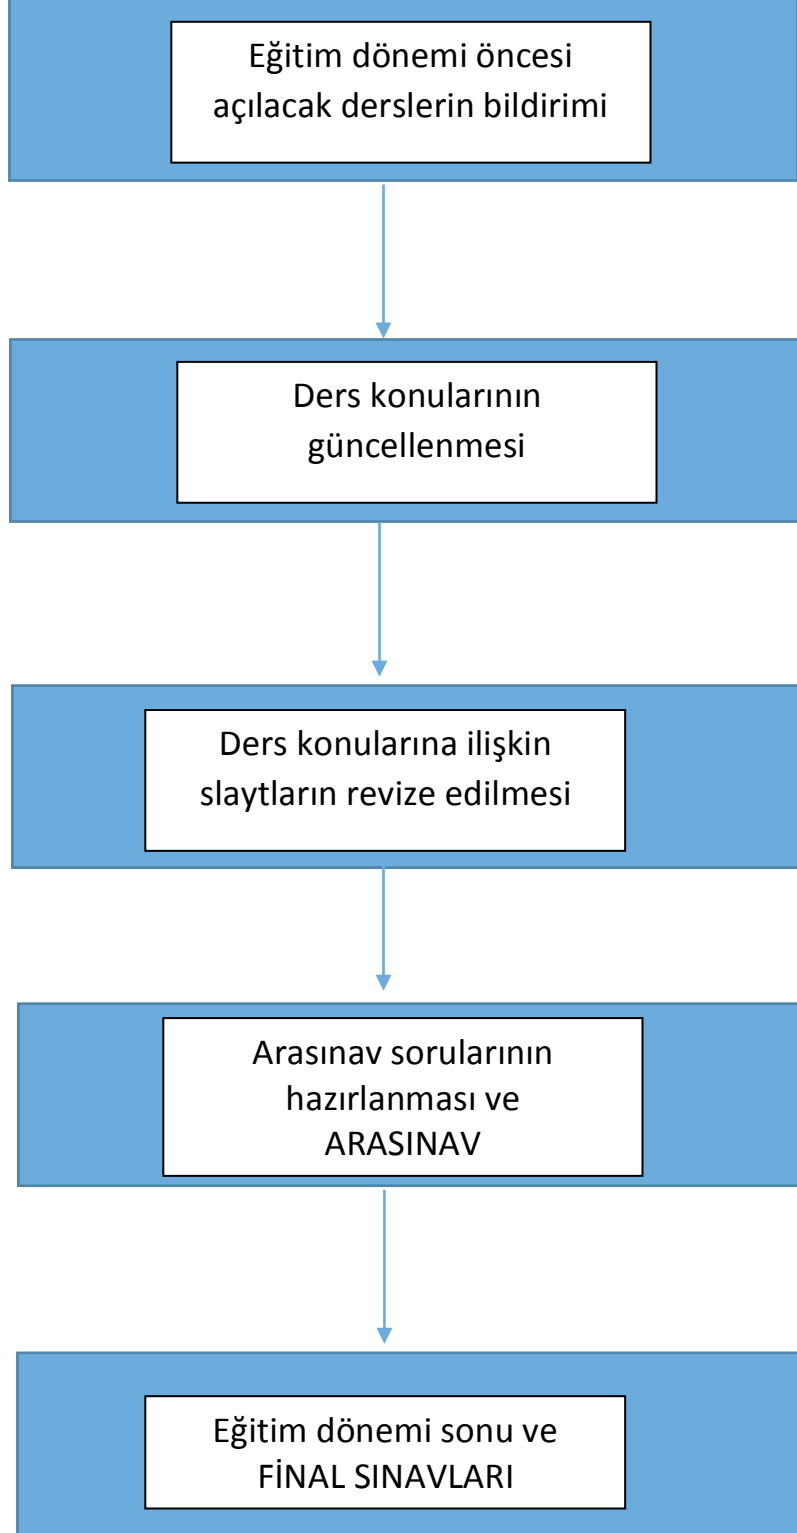 Eğitim dönemi öncesi
açılacak derslerin bildirimi
Ders konularının
güncellenmesi
Ders konularına ilişkin
slaytların revize edilmesi
Arasınav sorularının
hazırlanması ve
ARASINAV
Eğitim dönemi sonu ve
FİNAL SINAVLARI